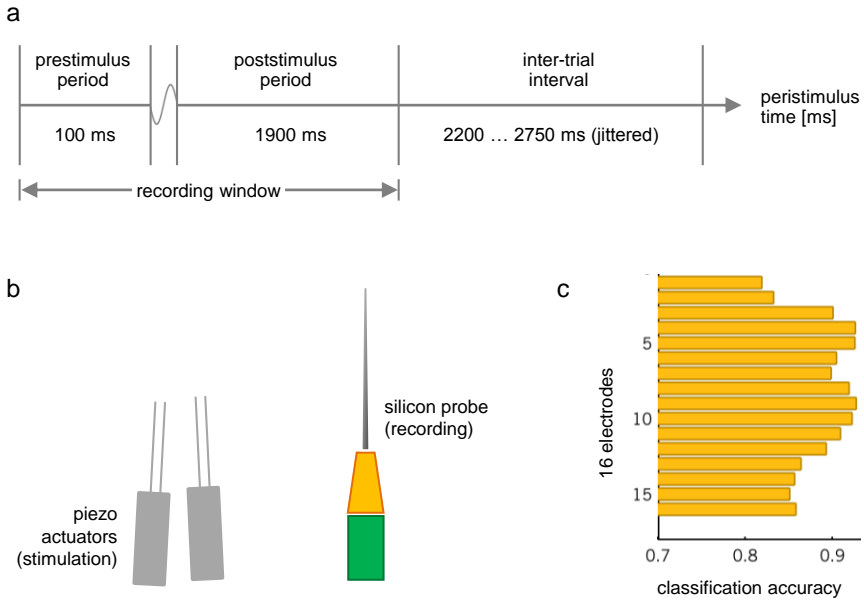 a
prestimulus
period
poststimulus
period
inter-trial
interval
peristimulus
time [ms]
100 ms
1900 ms
2200 … 2750 ms (jittered)
recording window
b
silicon probe
(recording)
piezo
actuators
(stimulation)
c
16 electrodes
5
10
15
0.7
0.8
0.9
classification accuracy